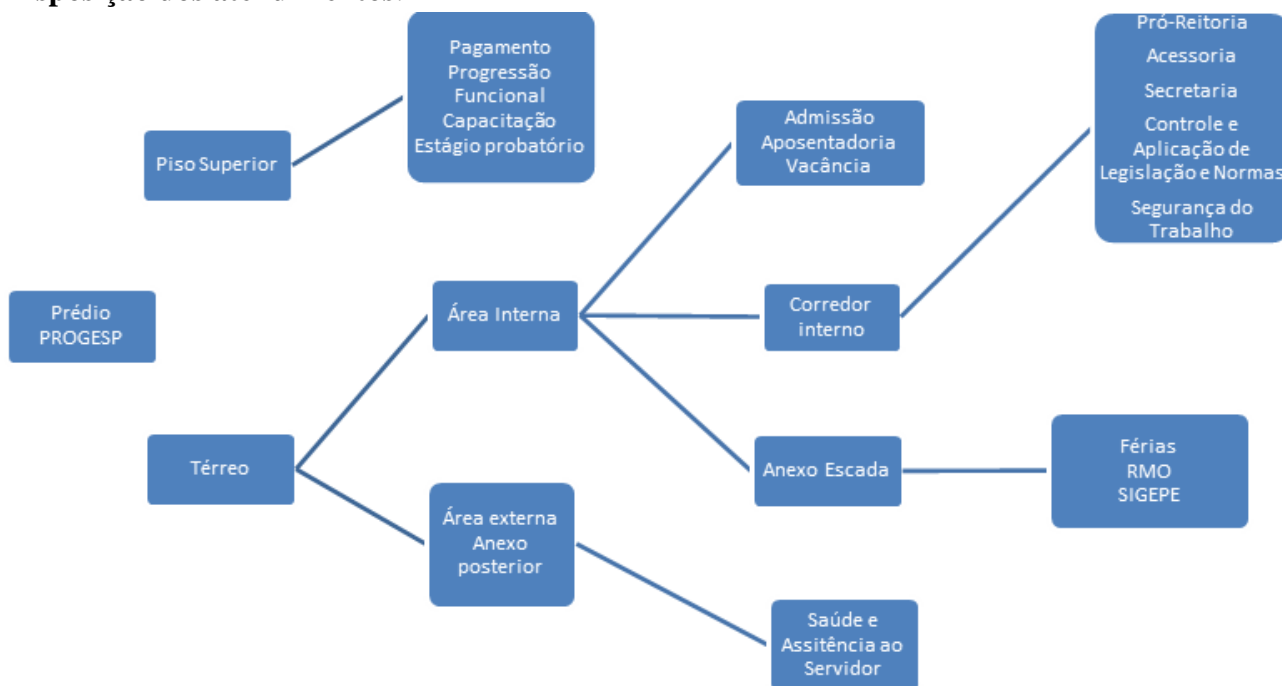 Pagamento
Progressão
Funcional
Capacitação
Estágio probatório
Piso Superior
Prédio
PROGESP
Térreo
Área Interna
Área externa
Anexo
posterior
Admissão
Aposentadoria
Vacância
Corredor
interno
Anexo Escada
Saúde e
Assitência ao
Servidor
Pró-Reitoria
Acessoria
Secretaria
Controle e
Aplicação de
Legislação e Normas
Segurança do
Trabalho
Férias
RMO
SIGEPE